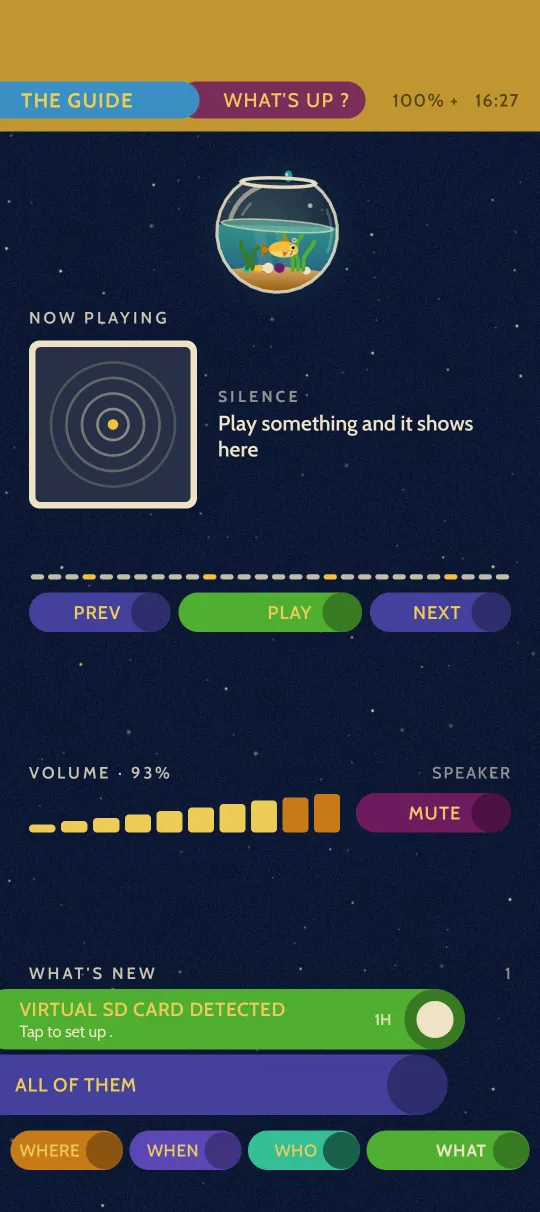 THE GUIDE
WHAT'S UP ?
100% + 16:27
NOW PLAYING
SILENCE
Play something and it shows
here
PREV
PLAY
NEXT
VOLUME · 93%
SPEAKER
MUTE
WHAT'S NEW
1
VIRTUAL SD CARD DETECTED
Tap to set up .
1H
ALL OF THEM
WHERE
WHEN
WHO
WHAT